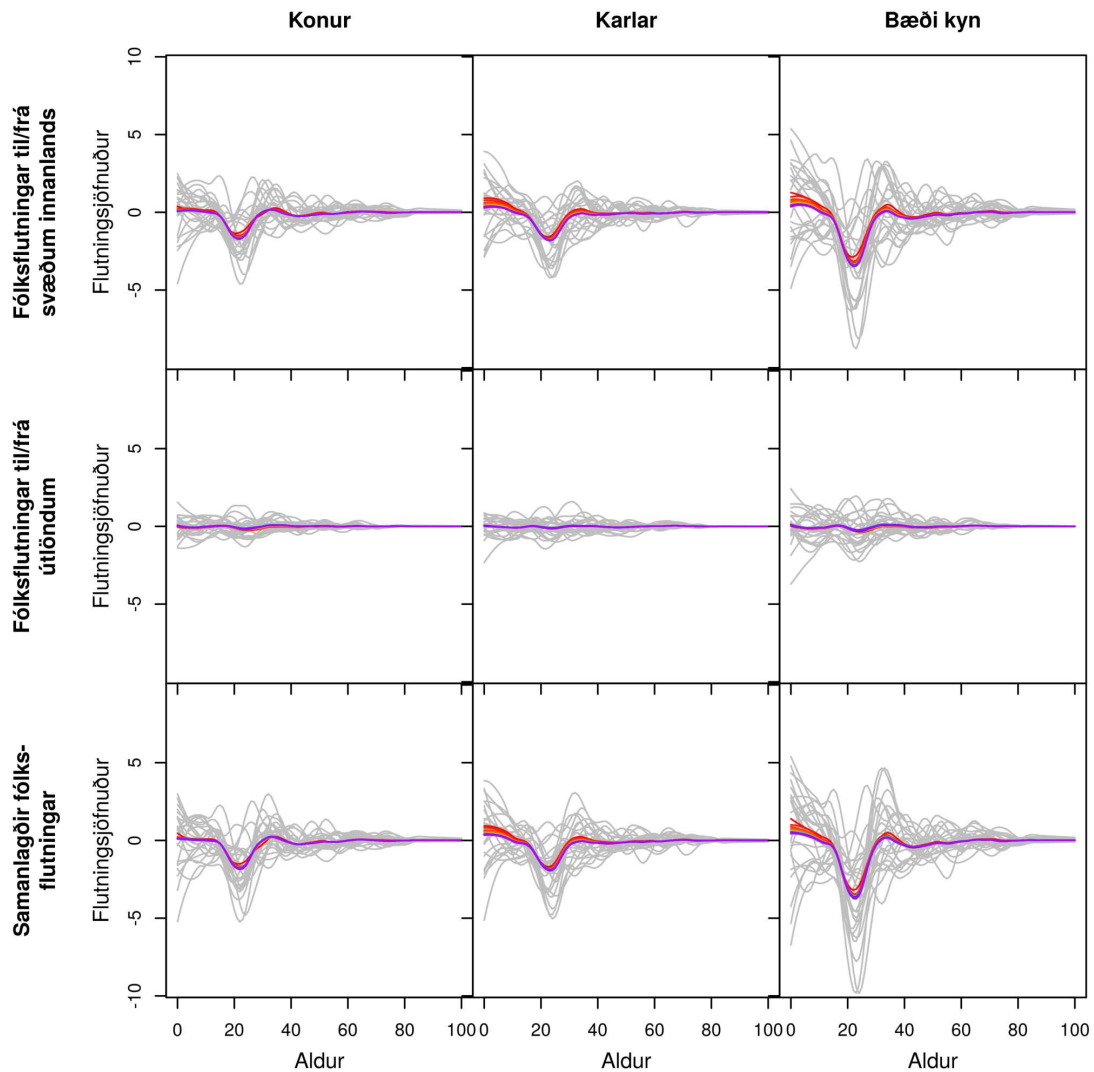 Konur Karlar Bæði kyn
Fólksflutningar til/frá
svæðum innanlands
Flutningsjöfnuður
10
5
0
-5
Fólksflutningar til/frá
útlöndum
Flutningsjöfnuður
5
0
-5
Samanlagðir fólks-
flutningar
Flutningsjöfnuður
5
0
-5
-10
0 20 40 60 80 100 0 20 40 60 80 100 0 20 40 60 80 100
Aldur Aldur Aldur